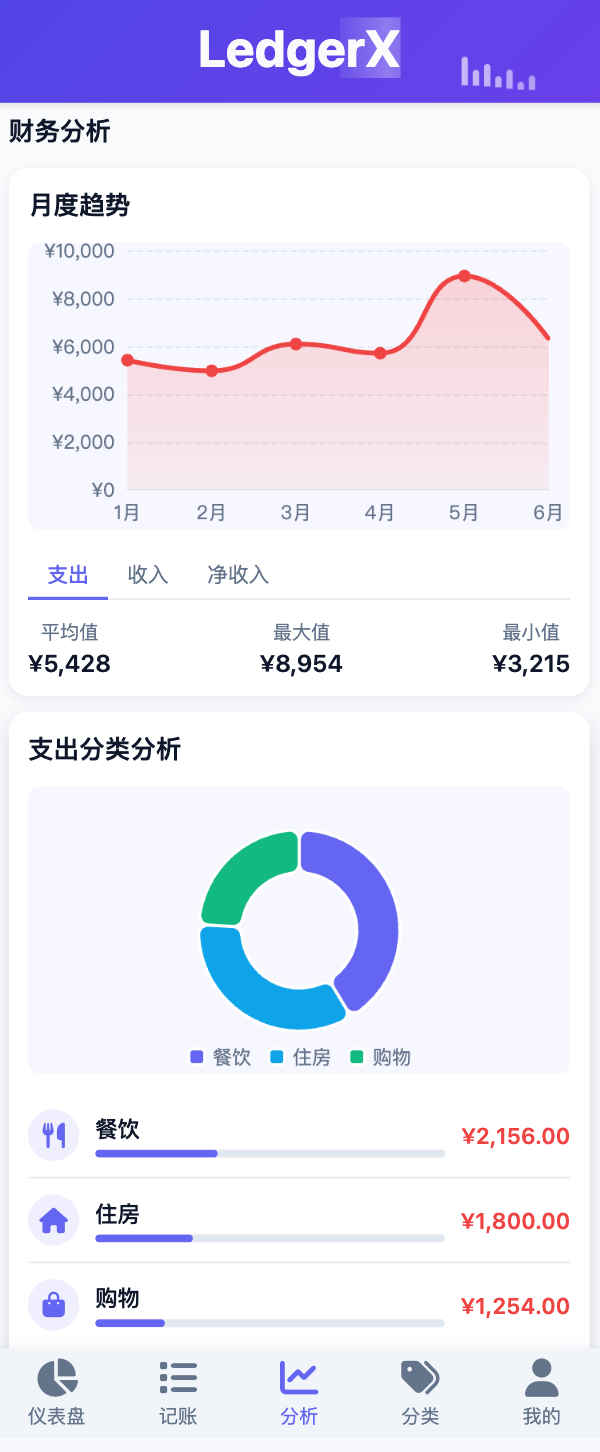 LedgerX
财务分析
月度趋势
¥10,000
¥8,000
¥6,000
¥4,000
¥2,000
¥0
1月 2月 3月 4月 5月 6月
支出 收入 净收入
平均值 最大值 最小值
¥5,428 ¥8,954 ¥3,215
支出分类分析
餐饮 住房 购物
餐饮 ¥2,156.00
住房 ¥1,800.00
购物 ¥1,254.00
仪表盘 记账 分析 分类 我的